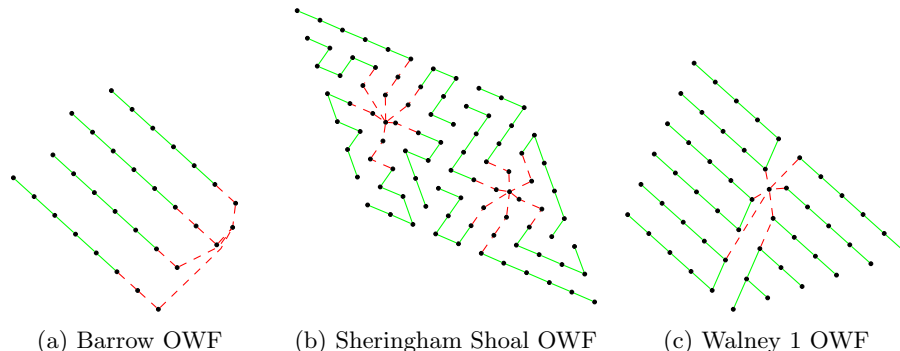 (a) Barrow OWF
(b) Sheringham Shoal OWF
(c) Walney 1 OWF